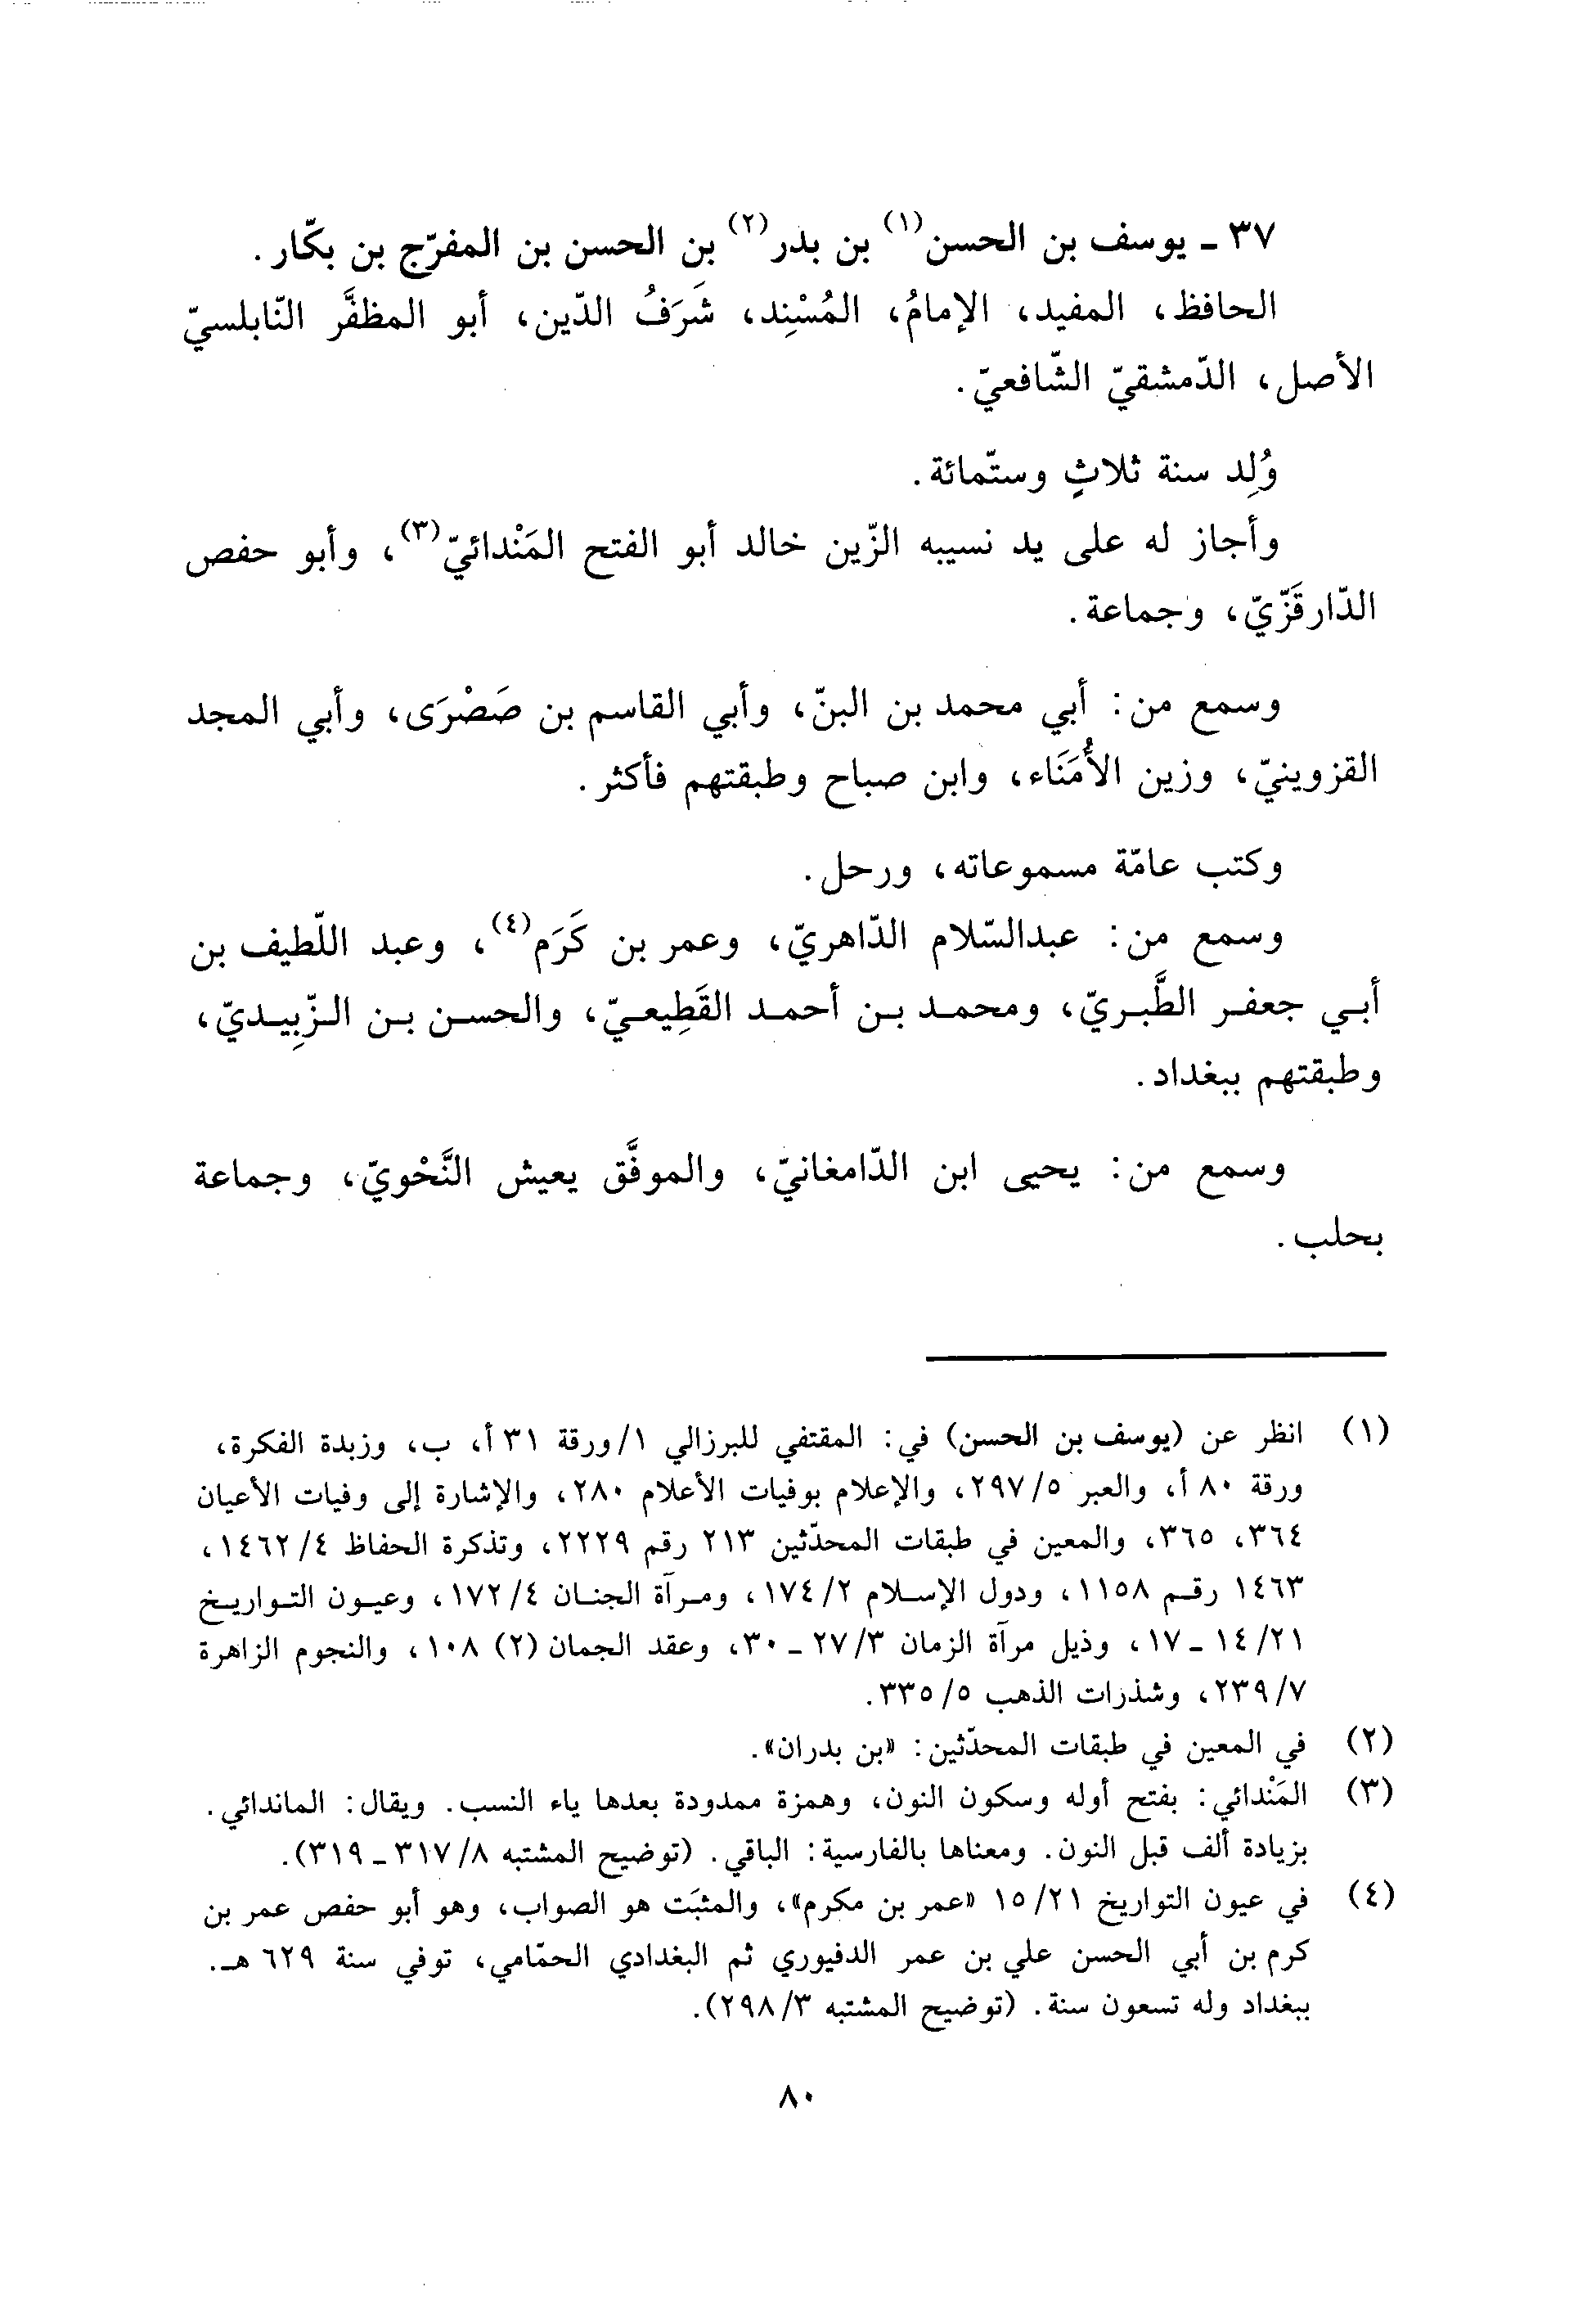 ٣٧ ـ يوسف بن الحسن(١) بن بدر(٢) بن الحسن بن المفرّج بن بكّار.
الحافظ، المفيد، الإمامُ، المُسْنِد، شَرَفُ الدّين، أبو المظفَّر النّابلسيّ
الأصل، الدّمشقيّ الشّافعيّ.
وُلِد سنة ثلاثٍ وستّمائة.
وأجاز له على يد نسيبه الزّين خالد أبو الفتح المَنْدائيّ(٣)، وأبو حفص
الدّارقَزّيّ، وجماعة.
وسمع من: أبي محمد بن البنّ، وأبي القاسم بن صَصْرَى، وأبي المجد
القزوينيّ، وزين الأُمَنَاء، وابن صباح وطبقتهم فأكثر.
وكتب عامّة مسموعاته، ورحل.
وسمع من: عبدالسّلام الدّاهريّ، وعمر بن كَرَم(٤)، وعبد اللّطيف بن
أبي جعفر الطَّبريّ، ومحمد بن أحمد القَطِيعيّ، والحسن بن الزّبِيديّ،
وطبقتهم ببغداد.
وسمع من: يحيى ابن الدّامغانيّ، والموفَّق يعيش النَّحْويّ، وجماعة
بحلب.
(١) انظر عن (يوسف بن الحسن) في: المقتفي للبرزالي ١/ورقة ٣١ أ، ب، وزبدة الفكرة،
ورقة ٨٠ أ، والعبر ٢٩٧/٥، والإعلام بوفيات الأعلام ٢٨٠، والإشارة إلى وفيات الأعيان
٣٦٤، ٣٦٥، والمعين في طبقات المحدّثين ٢١٣ رقم ٢٢٢٩، وتذكرة الحفاظ ١٤٦٢/٤،
١٤٦٣ رقم ١١٥٨، ودول الإسلام ١٧٤/٢، ومرآة الجنان ١٧٢/٤، وعيون التواريخ
١٤/٢١ ـ ١٧، وذيل مرآة الزمان ٢٧/٣ ـ ٣٠، وعقد الجمان (٢) ١٠٨، والنجوم الزاهرة
٢٣٩/٧، وشذرات الذهب ٣٣٥/٥.
(٢) في المعين في طبقات المحدّثين: «بن بدران».
(٣) المَنْدائي: بفتح أوله وسكون النون، وهمزة ممدودة بعدها ياء النسب. ويقال: الماندائي.
بزيادة ألف قبل النون. ومعناها بالفارسية: الباقي. (توضيح المشتبه ٣١٧/٨ ـ ٣١٩).
(٤) في عيون التواريخ ١٥/٢١ «عمر بن مكرم»، والمثبَت هو الصواب، وهو أبو حفص عمر بن
كرم بن أبي الحسن علي بن عمر الدفيوري ثم البغدادي الحمّامي، توفي سنة ٦٢٩ هـ.
ببغداد وله تسعون سنة. (توضيح المشتبه ٢٩٨/٣).
٨٠